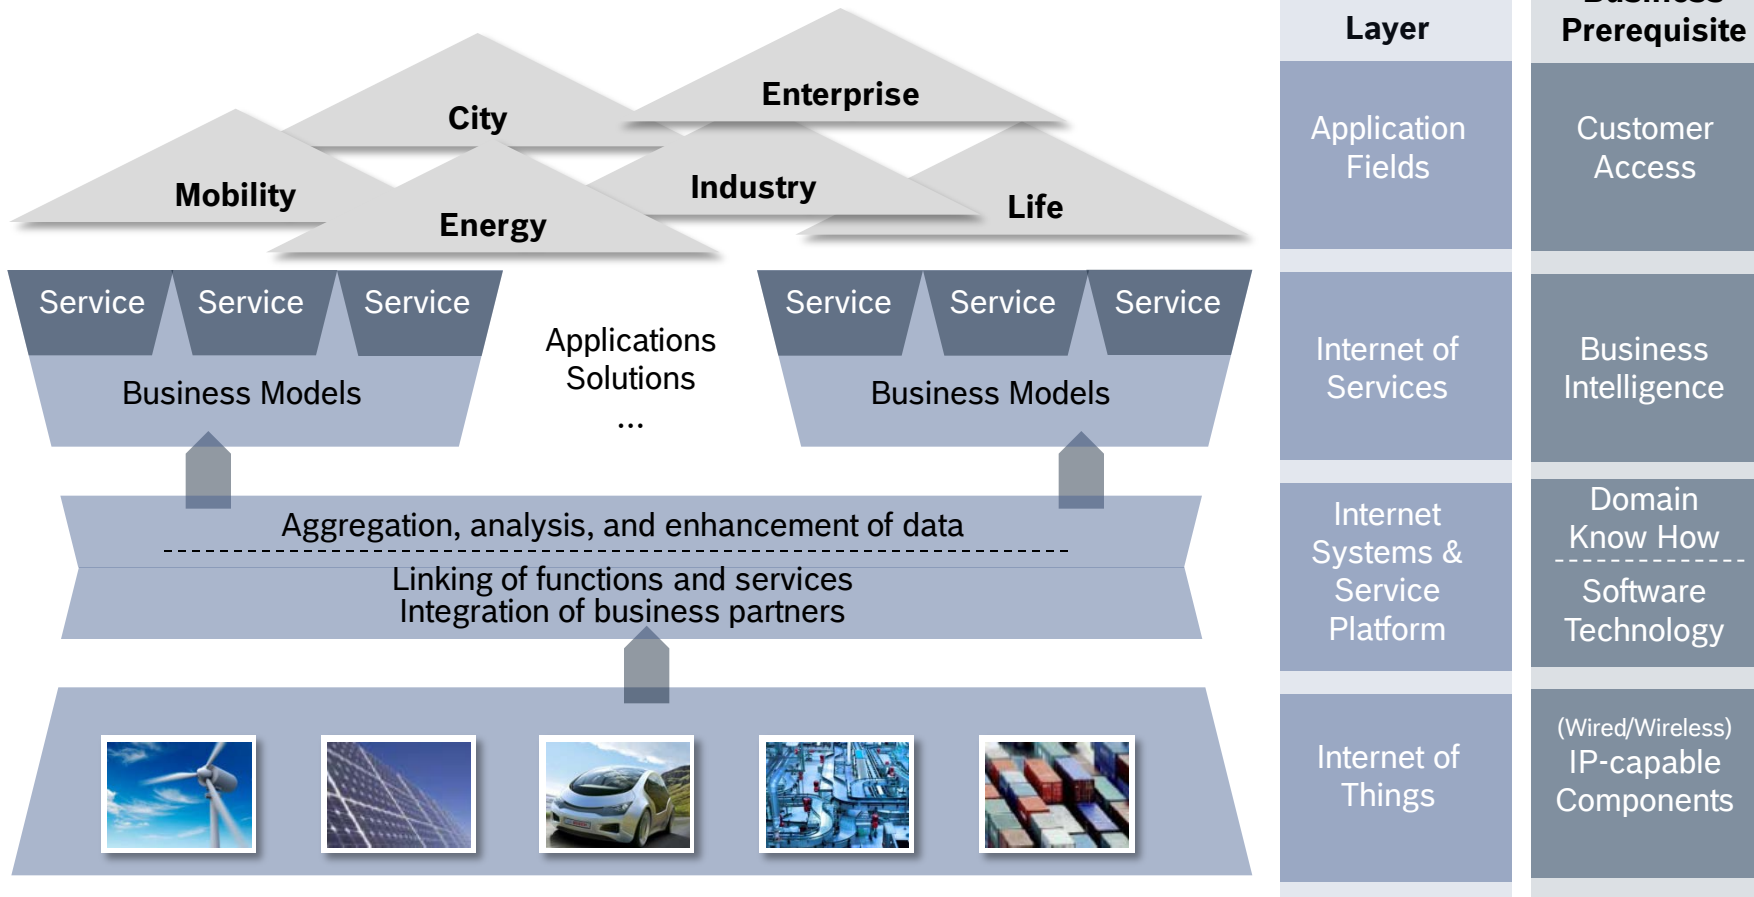 City
Enterprise
Mobility
Energy
Industry
Life
Service
Service
Service
Business Models
Applications
Solutions
...
Service
Service
Service
Business Models
Aggregation, analysis, and enhancement of data
Linking of functions and services
Integration of business partners
Layer
Application
Fields
Internet of
Services
Internet
Systems &
Service
Platform
Internet of
Things
Business
Prerequisite
Customer
Access
Business
Intelligence
Domain
Know How
Software
Technology
(Wired/Wireless)
IP-capable
Components